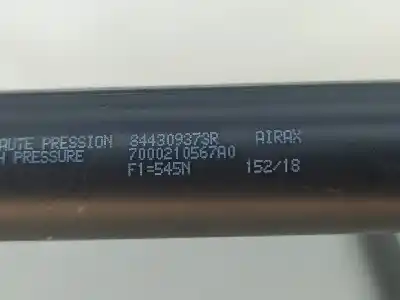 AUTE PRESSION 844309373R AIRAX
H PRESSURE 7000210567A0
F1=545N 152/18